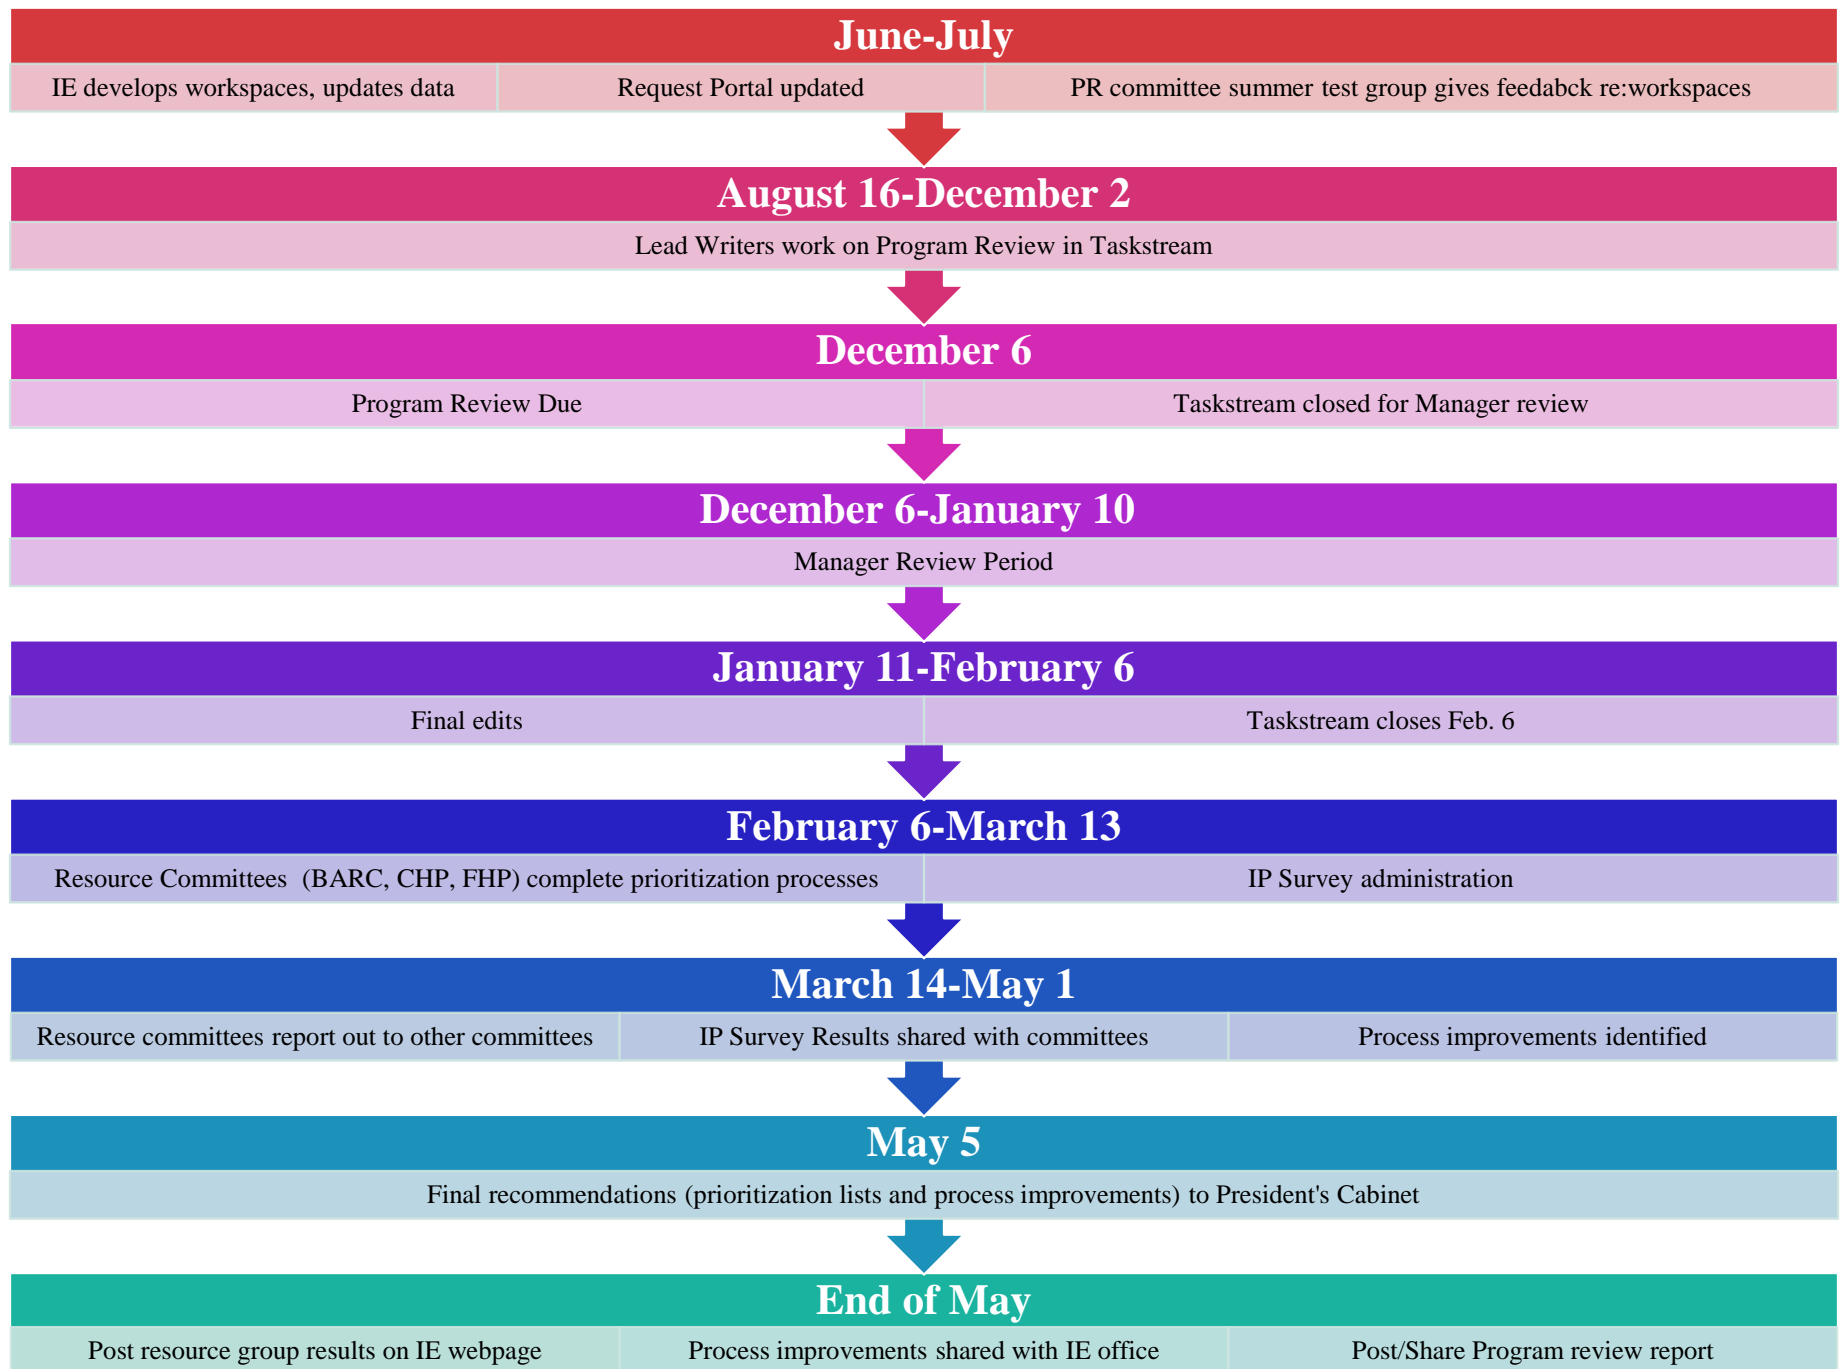 June-July
IE develops workspaces, updates data
Request Portal updated
PR committee summer test group gives feedabck re:workspaces
August 16-December 2
Lead Writers work on Program Review in Taskstream
December 6
Program Review Due
Taskstream closed for Manager review
December 6-January 10
Manager Review Period
January 11-February 6
Final edits
Taskstream closes Feb. 6
February 6-March 13
Resource Committees (BARC, CHP, FHP) complete prioritization processes
IP Survey administration
March 14-May 1
Resource committees report out to other committees
IP Survey Results shared with committees
Process improvements identified
May 5
Final recommendations (prioritization lists and process improvements) to President's Cabinet
End of May
Post resource group results on IE webpage
Process improvements shared with IE office
Post/Share Program review report